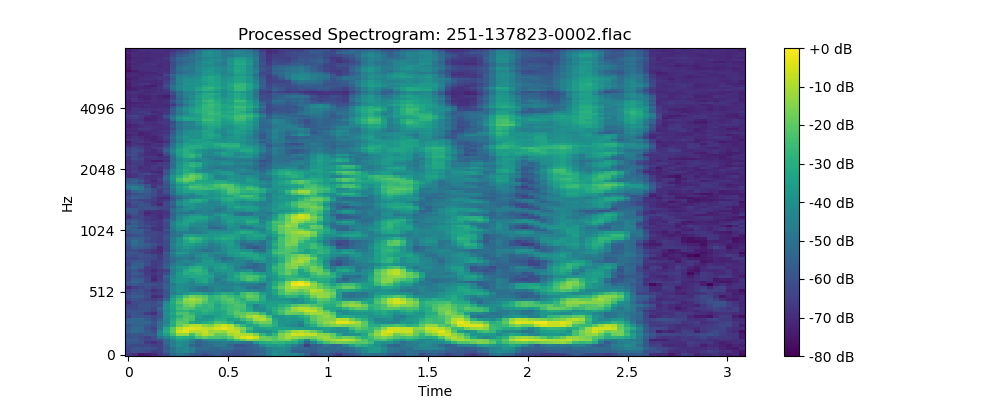 Processed Spectrogram: 251-137823-0002.flac
Hz
4096
2048
1024
512
0
0 0.5 1 1.5 2 2.5 3
Time
+0 dB
-10 dB
-20 dB
-30 dB
-40 dB
-50 dB
-60 dB
-70 dB
-80 dB